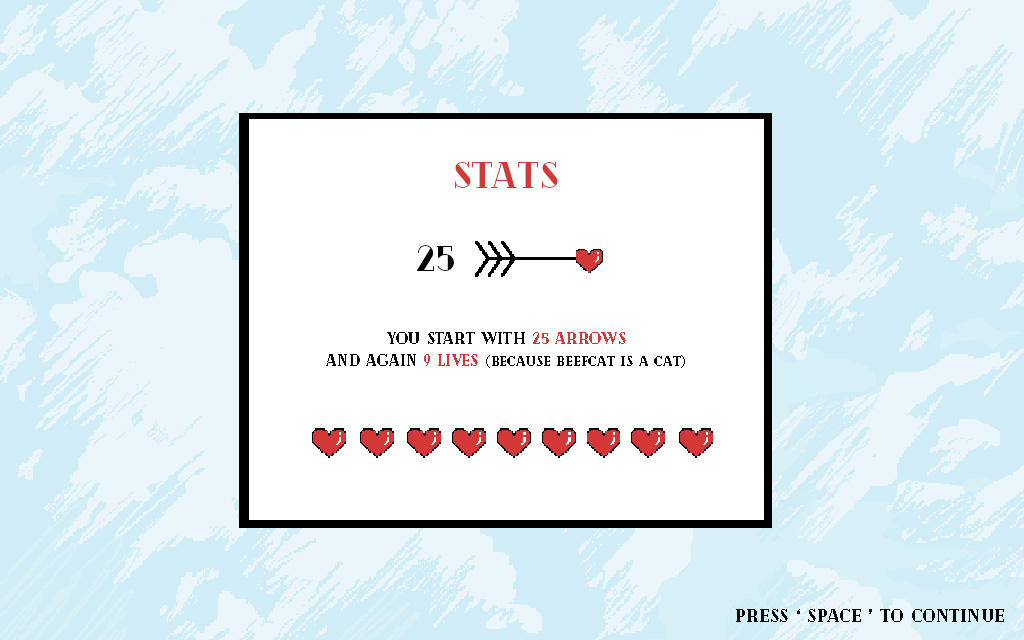 STATS
25
YOU START WITH 25 ARROWS
AND AGAIN 9 LIVES (BECAUSE BEEFCAT IS A CAT)
PRESS ' SPACE ' TO CONTINUE